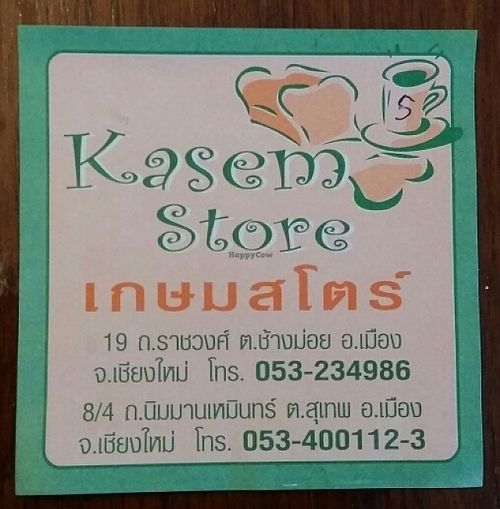 5
Kasem
Store
HappyCow
เกษมสโตร์
19 ถ.ราชวงศ์ ต.ช้างม่อย อ.เมือง
จ.เชียงใหม่ โทร. 053-234986
8/4 ถ.นิมมานเหมินทร์ ต.สุเทพ อ.เมือง
จ.เชียงใหม่ โทร. 053-400112-3